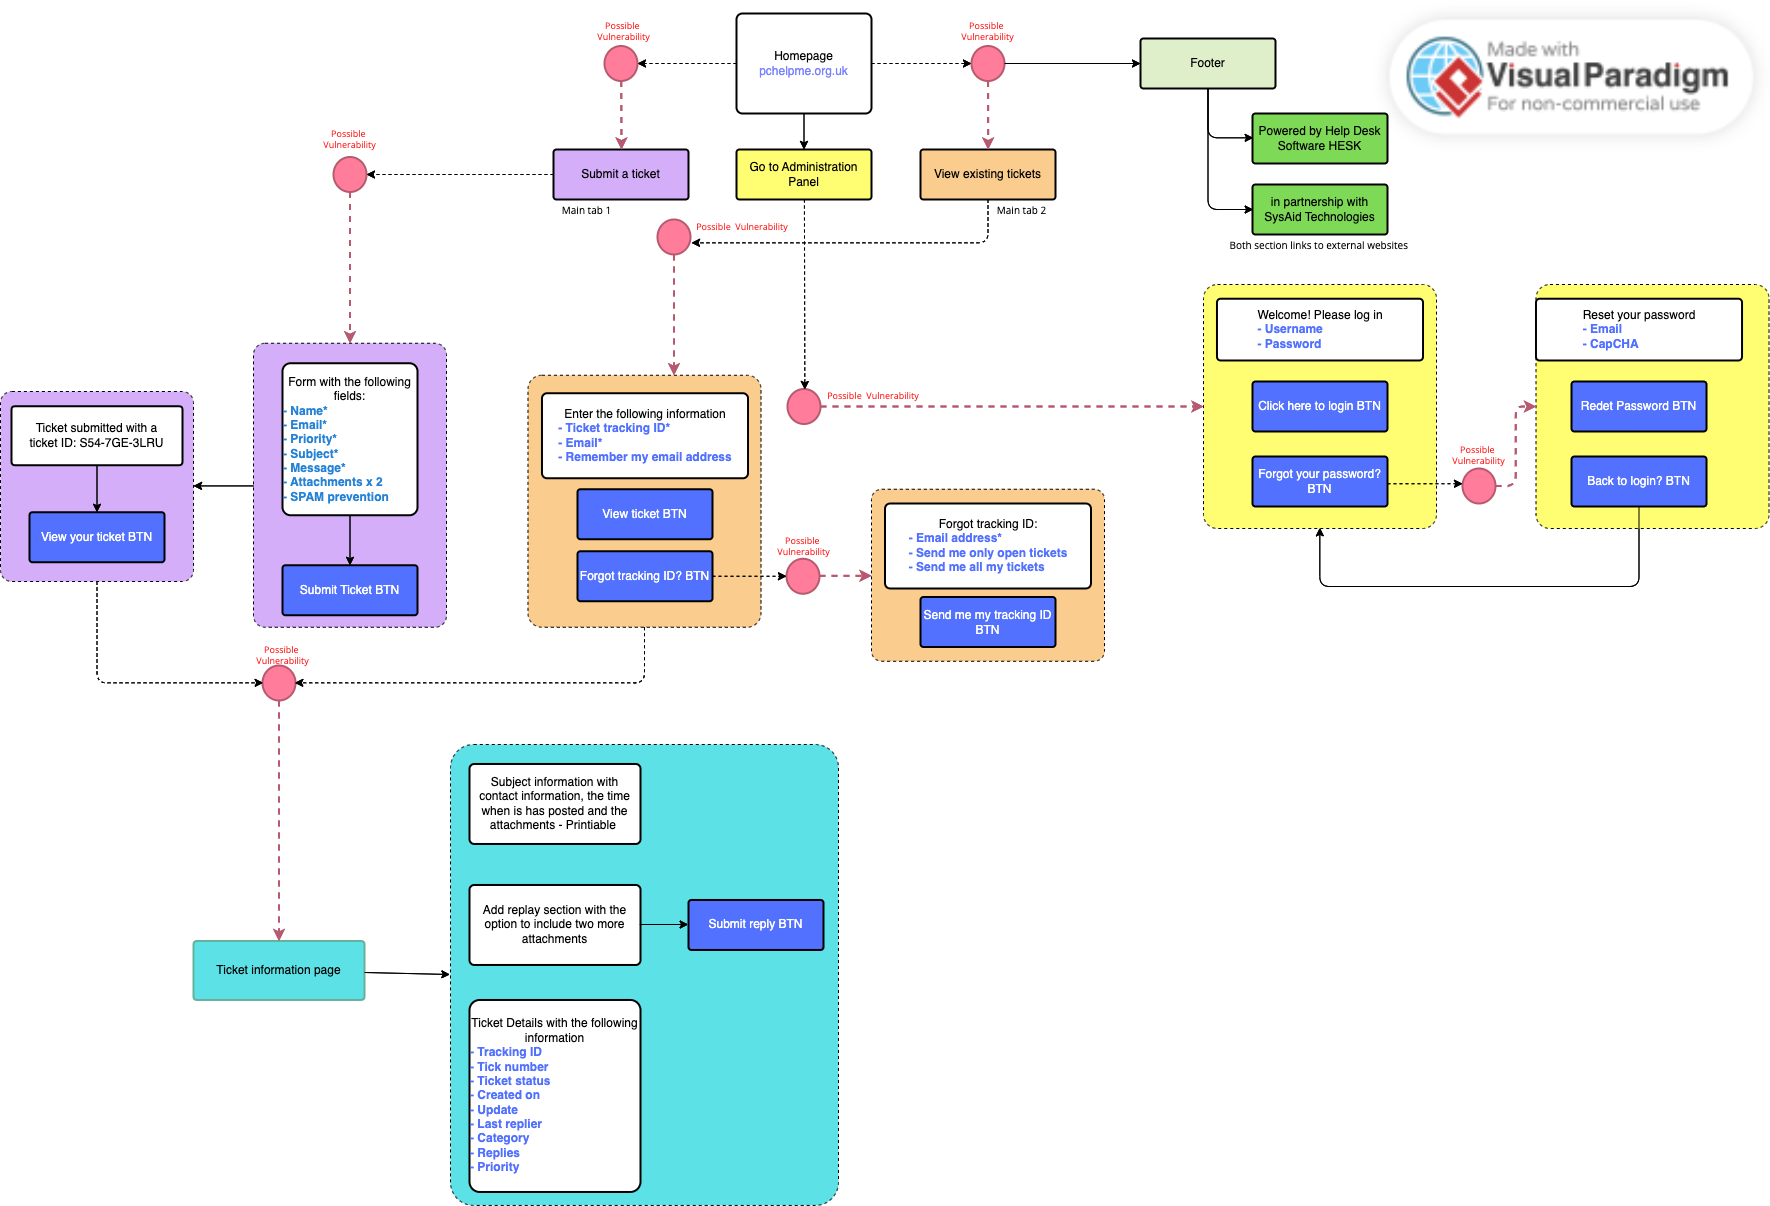 Possible
Vulnerability
Homepage
pchelpme.org.uk
Possible
Vulnerability
Footer
Made with
Visual Paradigm
For non-commercial use
Powered by Help Desk
Software HESK
in partnership with
SysAid Technologies
Both section links to external websites
Possible
Vulnerability
Submit a ticket
Main tab 1
Go to Administration
Panel
View existing tickets
Main tab 2
Possible Vulnerability
Welcome! Please log in
- Username
- Password
Click here to login BTN
Forgot your password?
BTN
Possible
Vulnerability
Reset your password
- Email
- CapCHA
Redet Password BTN
Back to login? BTN
Possible Vulnerability
Ticket submitted with a
ticket ID: S54-7GE-3LRU
View your ticket BTN
Form with the following
fields:
- Name*
- Email*
- Priority*
- Subject*
- Message*
- Attachments x 2
- SPAM prevention
Submit Ticket BTN
Enter the following information
- Ticket tracking ID*
- Email*
- Remember my email address
View ticket BTN
Forgot tracking ID? BTN
Possible
Vulnerability
Forgot tracking ID:
- Email address*
- Send me only open tickets
- Send me all my tickets
Send me my tracking ID
BTN
Possible
Vulnerability
Subject information with
contact information, the time
when is has posted and the
attachments - Printiable
Add replay section with the
option to include two more
attachments
Submit reply BTN
Ticket information page
Ticket Details with the following
information
- Tracking ID
- Tick number
- Ticket status
- Created on
- Update
- Last replier
- Category
- Replies
- Priority